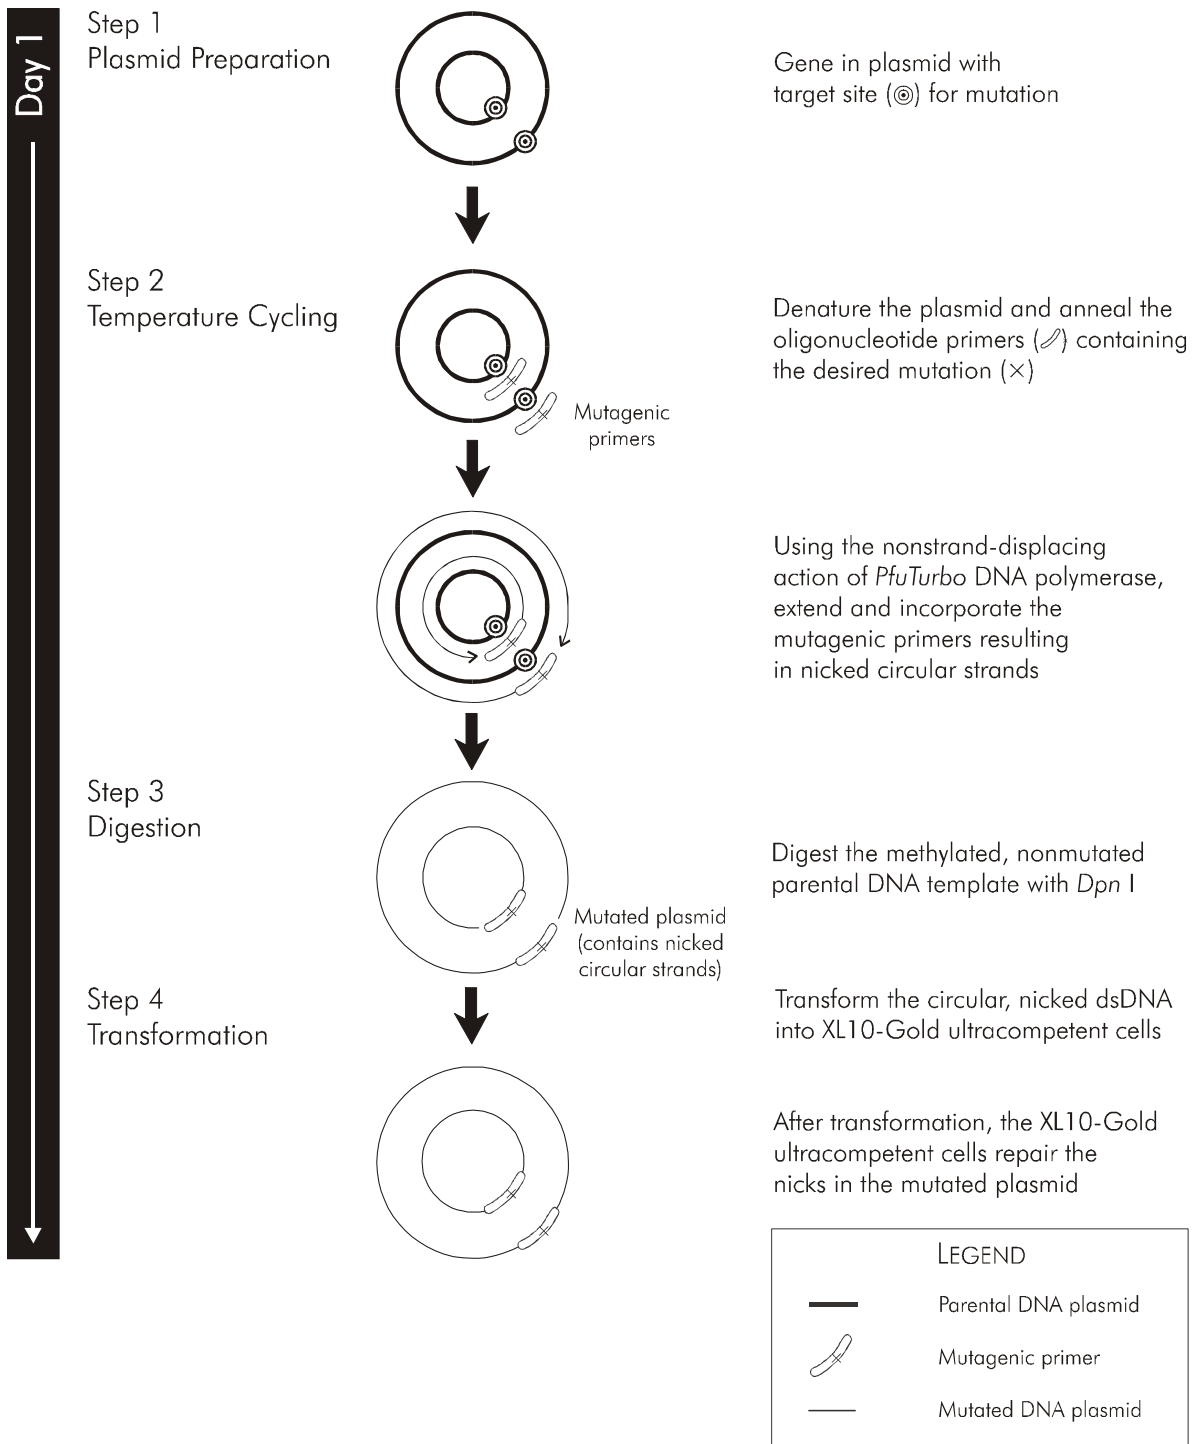 Day 1
Step 1
Plasmid Preparation
Gene in plasmid with
target site ( ) for mutation
Step 2
Temperature Cycling
Denature the plasmid and anneal the
oligonucleotide primers ( ) containing
the desired mutation (×)
Mutagenic
primers
Using the nonstrand-displacing
action of PfuTurbo DNA polymerase,
extend and incorporate the
mutagenic primers resulting
in nicked circular strands
Step 3
Digestion
Digest the methylated, nonmutated
parental DNA template with Dpn I
Mutated plasmid
(contains nicked
circular strands)
Step 4
Transformation
Transform the circular, nicked dsDNA
into XL10-Gold ultracompetent cells
After transformation, the XL10-Gold
ultracompetent cells repair the
nicks in the mutated plasmid
LEGEND
Parental DNA plasmid
Mutagenic primer
Mutated DNA plasmid